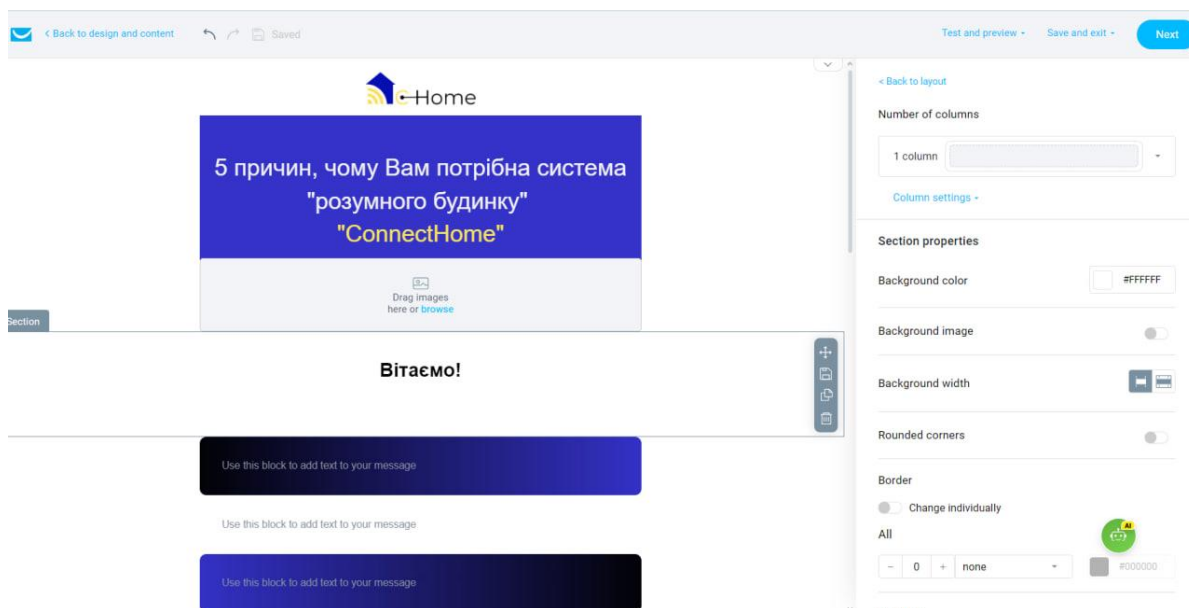 < Back to design and content
Saved
Test and preview
Save and exit
Next
c Home
5 причин, чому Вам потрібна система
"розумного будинку"
"ConnectHome"
Drag images
here or browse
Section
Вітаємо!
Use this block to add text to your message
Use this block to add text to your message
Use this block to add text to your message
< Back to layout
Number of columns
1 column
Column settings
Section properties
Background color
#FFFFFF
Background image
Background width
Rounded corners
Border
Change individually
All
AI
- 0 + none
#000000